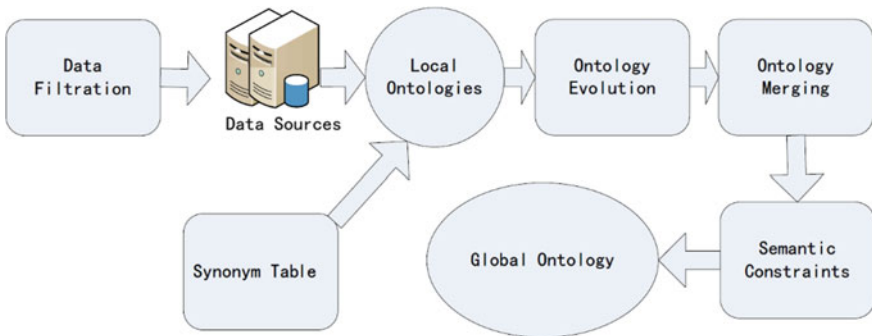 Data
Filtration
Data Sources
Local
Ontologies
Ontology
Evolution
Ontology
Merging
Synonym Table
Global Ontology
Semantic
Constraints